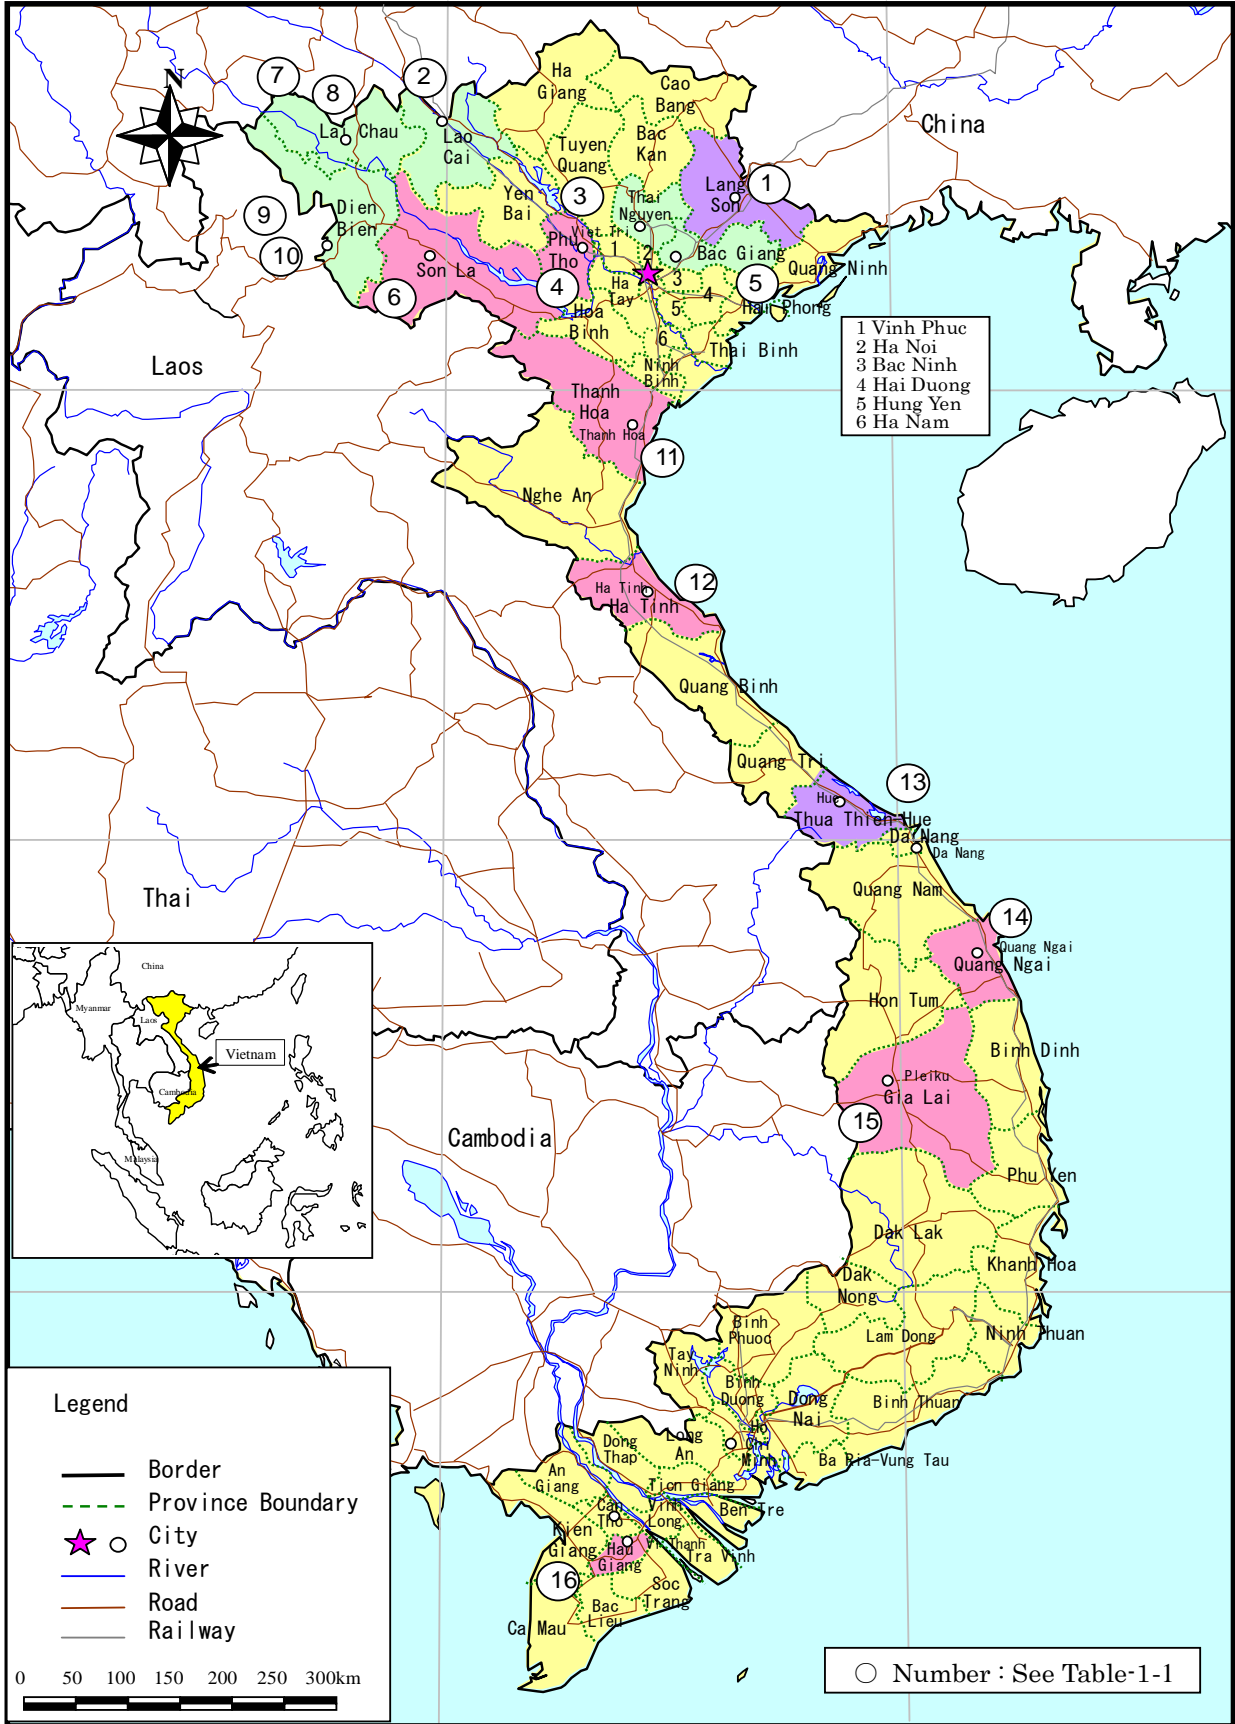 N
7
8
2
Ha
Giang
Cao
Bang
China
Lai Chau
Lao
Cai
Tuyen
Quang
Bac
Kan
1
Lang
Son
3
Yen
Bai
Thai
Nguyen
9
10
Dien
Bien
Viet Tri
Phu
Tho
1
2
Bac Giang
Quang Ninh
Son La
6
4
Ha
Tay
3
4
5
5
Hai Phong
Hoa
Binh
6
Thai Binh
Ninh
Binh
1 Vinh Phuc
2 Ha Noi
3 Bac Ninh
4 Hai Duong
5 Hung Yen
6 Ha Nam
Laos
Thanh
Hoa
Thanh Hoa
11
Nghe An
12
Ha Tinh
Ha Tinh
Quang Binh
Quang Tri
13
Hue
Thua Thien-Hue
Da Nang
Da Nang
Thai
Quang Nam
14
Quang Ngai
Quang Ngai
Hon Tum
Binh Dinh
Pleiku
Gia Lai
15
China
Myanmar
Laos
Vietnam
Cambodia
Malaysia
Cambodia
Phu Yen
Dak Lak
Khanh Hoa
Dak
Nong
Binh
Phuoc
Lam Dong
Ninh Thuan
Tay
Ninh
Binh
Duong
Dong
Nai
Binh Thuan
Ho
Chi
Minh
Long
An
Dong
Thap
Ba Ria-Vung Tau
An
Giang
Tien Giang
Ben Tre
Can
Tho
Vinh
Long
Kien
Giang
Hau
Giang
Vi Thanh
Tra Vinh
16
Soc
Trang
Bac
Lieu
Ca Mau
Legend
Border
Province Boundary
City
River
Road
Railway
0 50 100 150 200 250 300km
○ Number : See Table-1-1